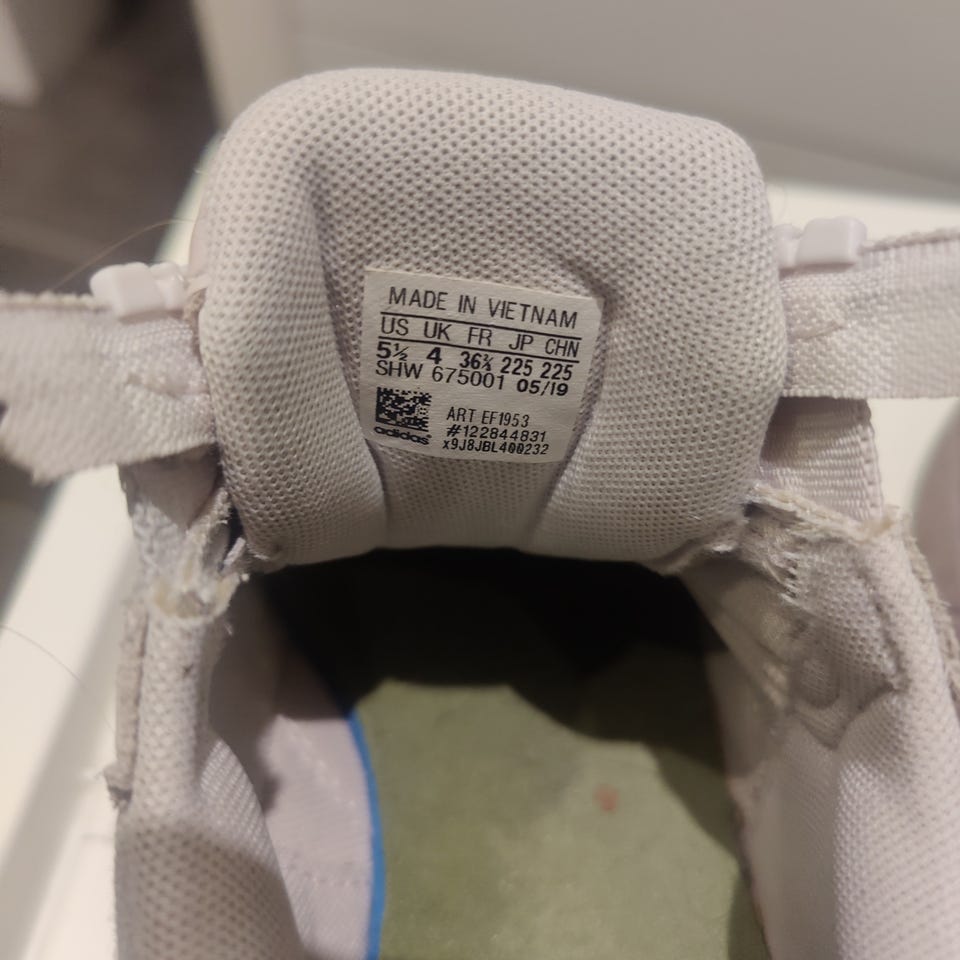 MADE IN VIETNAM
US UK FR JP CHN
5½ 4 36⅔ 225 225
SHW 675001 05/19
ART EF1953
#122844831
adidas
x9J8JBL400232